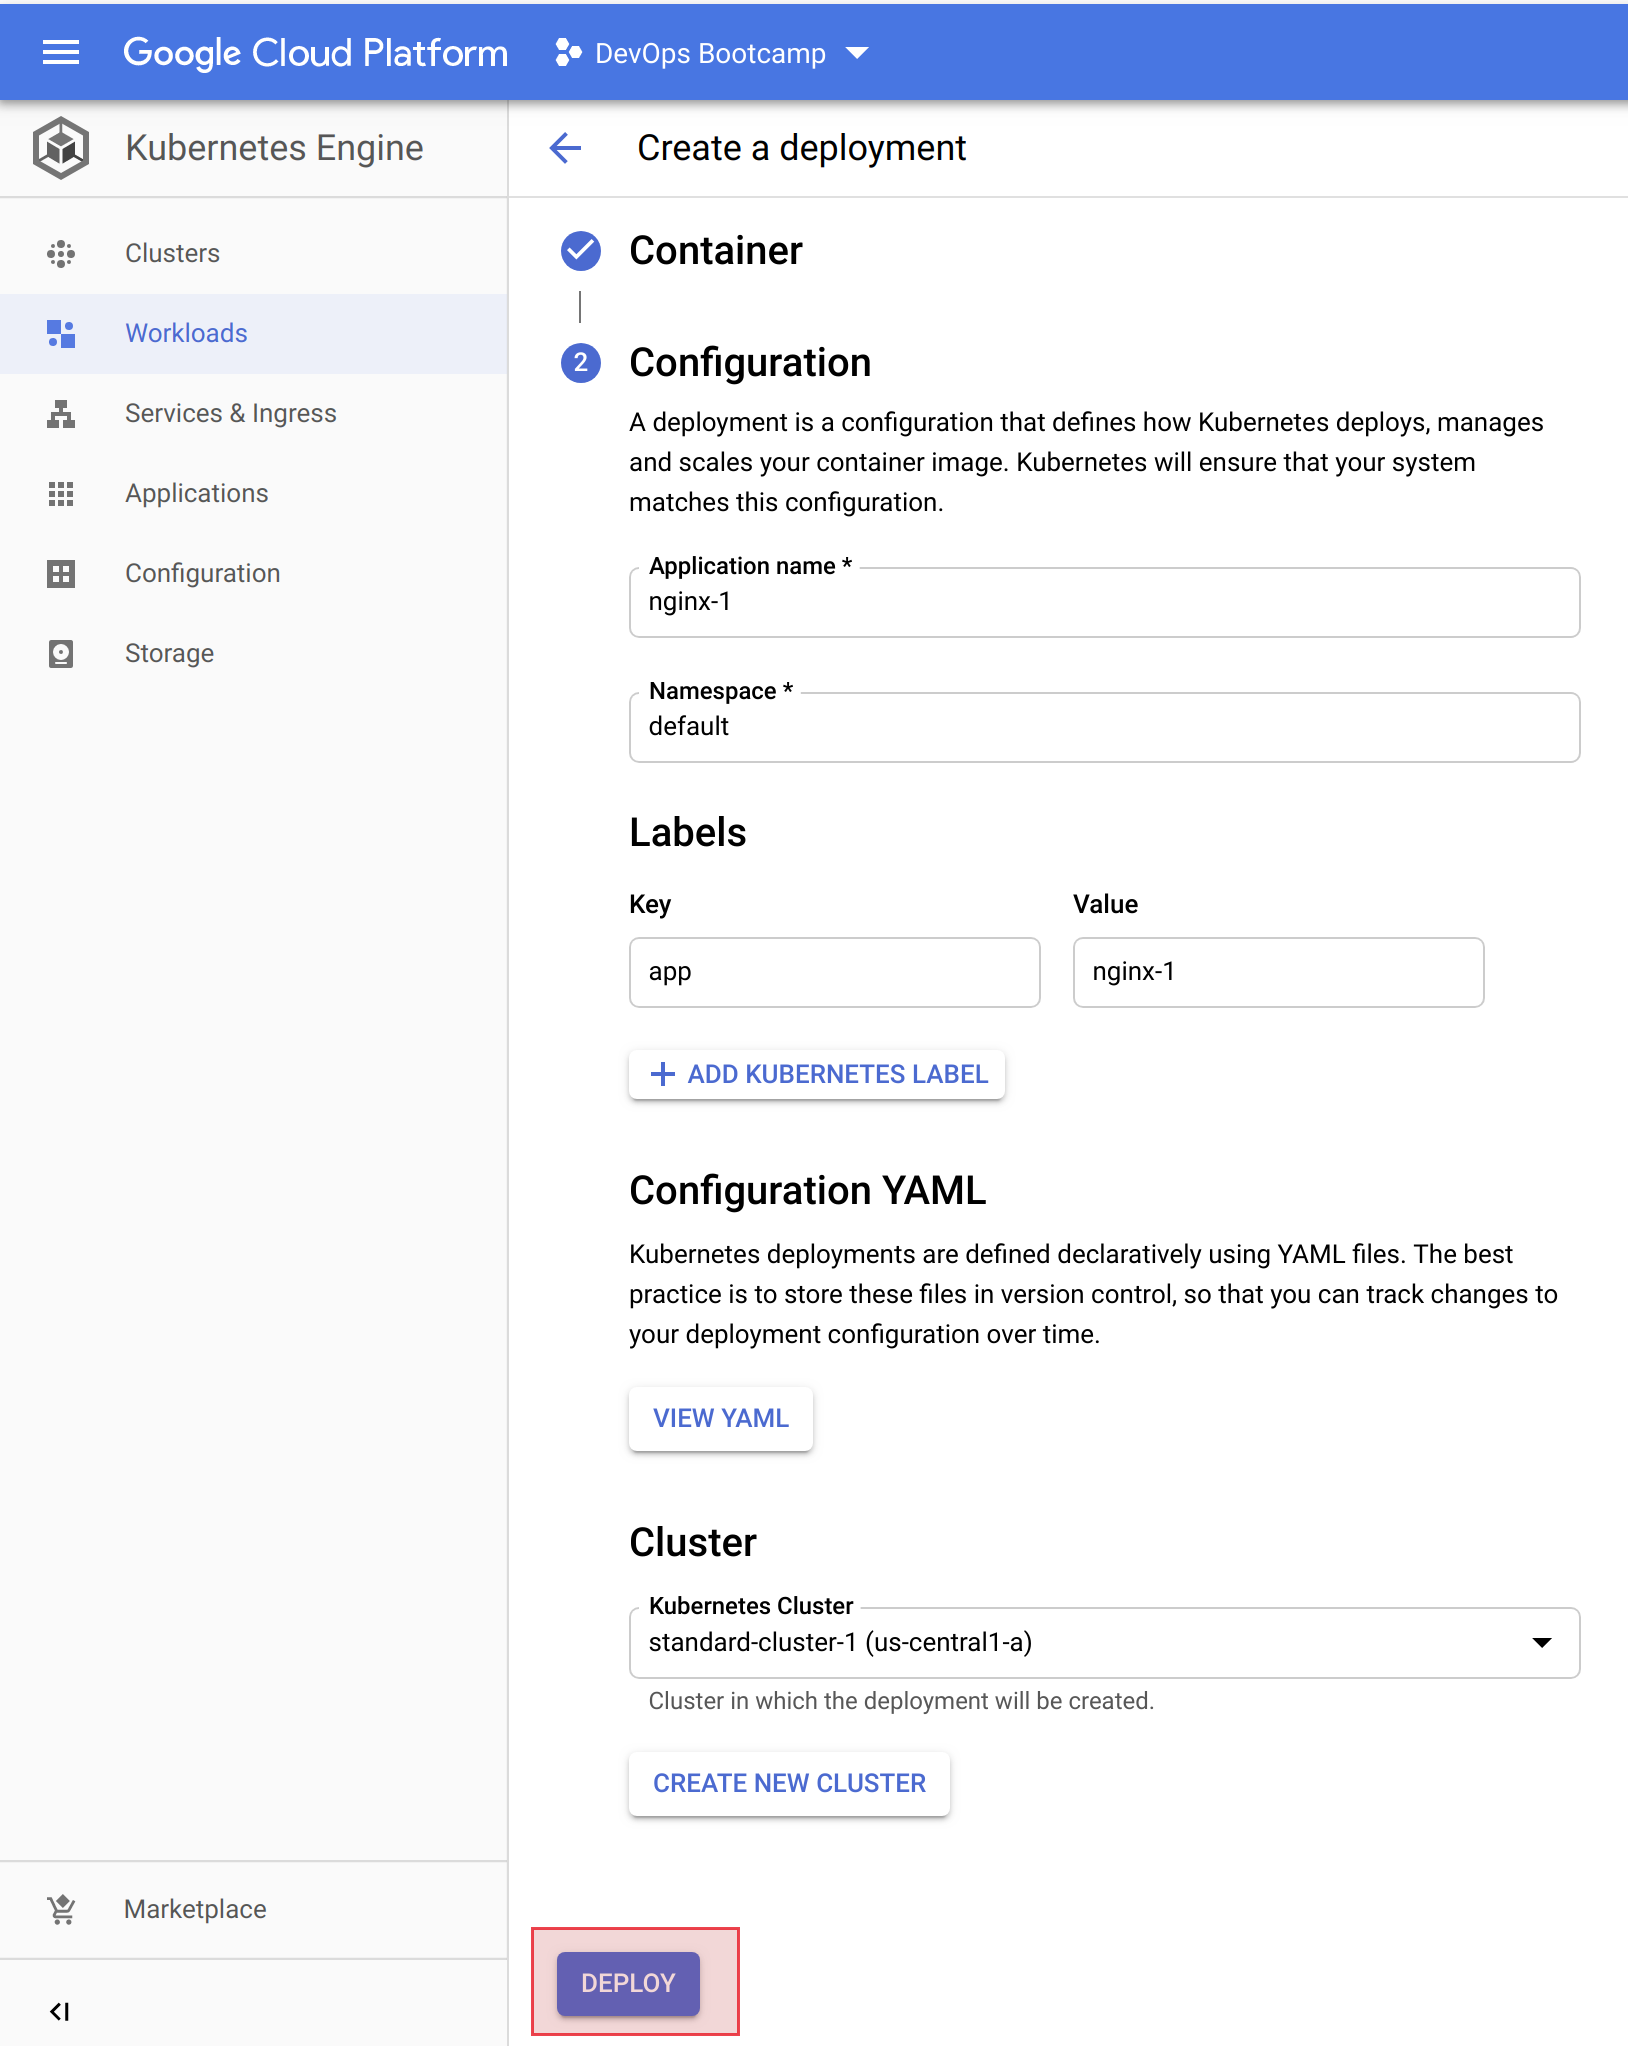 Google Cloud Platform
DevOps Bootcamp
Kubernetes Engine
Create a deployment
Clusters
Workloads
Services & Ingress
Applications
Configuration
Storage
Marketplace
Container
2 Configuration
A deployment is a configuration that defines how Kubernetes deploys, manages
and scales your container image. Kubernetes will ensure that your system
matches this configuration.
Application name *
nginx-1
Namespace *
default
Labels
Key Value
app nginx-1
ADD KUBERNETES LABEL
Configuration YAML
Kubernetes deployments are defined declaratively using YAML files. The best
practice is to store these files in version control, so that you can track changes to
your deployment configuration over time.
VIEW YAML
Cluster
Kubernetes Cluster
standard-cluster-1 (us-central1-a)
Cluster in which the deployment will be created.
CREATE NEW CLUSTER
DEPLOY